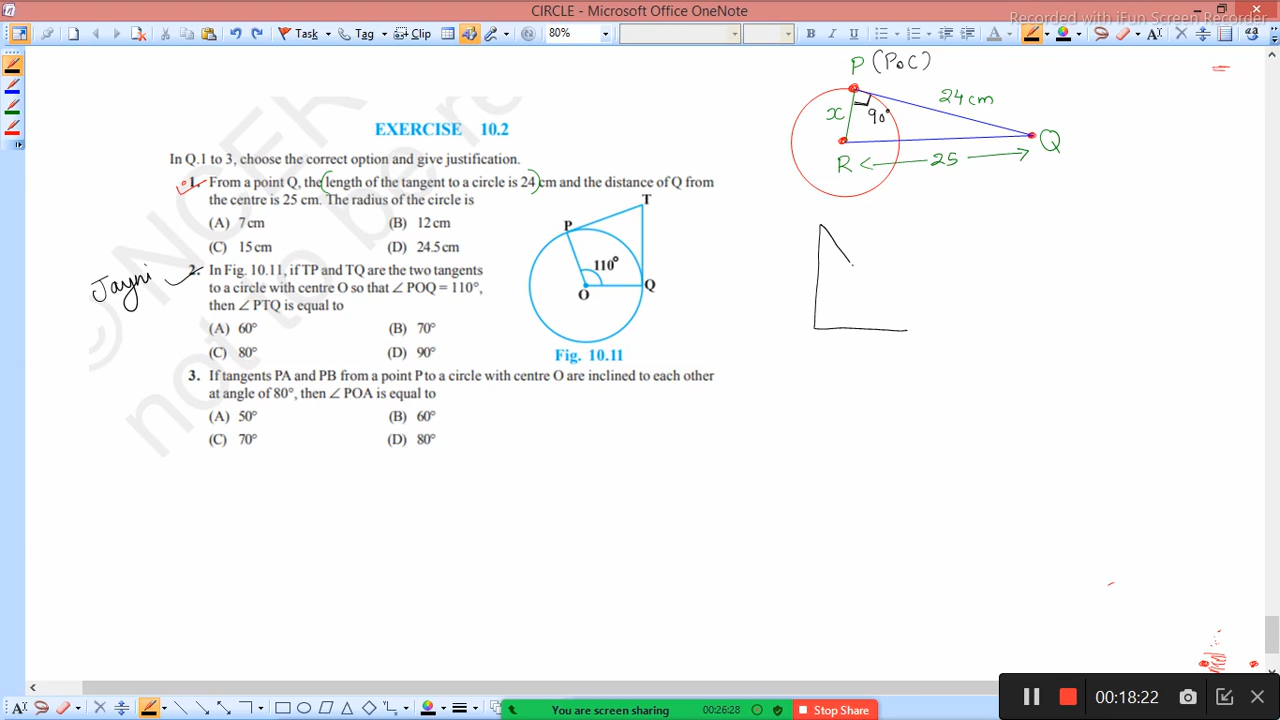 CIRCLE - Microsoft Office OneNote
Recorded with iFun Screen Recorder
Task
Tag
Clip
80%
B I U
EXERCISE 10.2
In Q.1 to 3, choose the correct option and give justification.
1. From a point Q, the length of the tangent to a circle is 24 cm and the distance of Q from
the centre is 25 cm. The radius of the circle is
(A) 7 cm (B) 12 cm
(C) 15 cm (D) 24.5 cm
Jayni
2. In Fig. 10.11, if TP and TQ are the two tangents
to a circle with centre O so that ∠ POQ = 110°,
then ∠ PTQ is equal to
(A) 60° (B) 70°
(C) 80° (D) 90°
T
P
110°
O
Q
Fig. 10.11
3. If tangents PA and PB from a point P to a circle with centre O are inclined to each other
at angle of 80°, then ∠ POA is equal to
(A) 50° (B) 60°
(C) 70° (D) 80°
P (PoC)
24 cm
x
90°
Q
R
25
NCER
not to be re
You are screen sharing
00:26:28
Stop Share
00:18:22